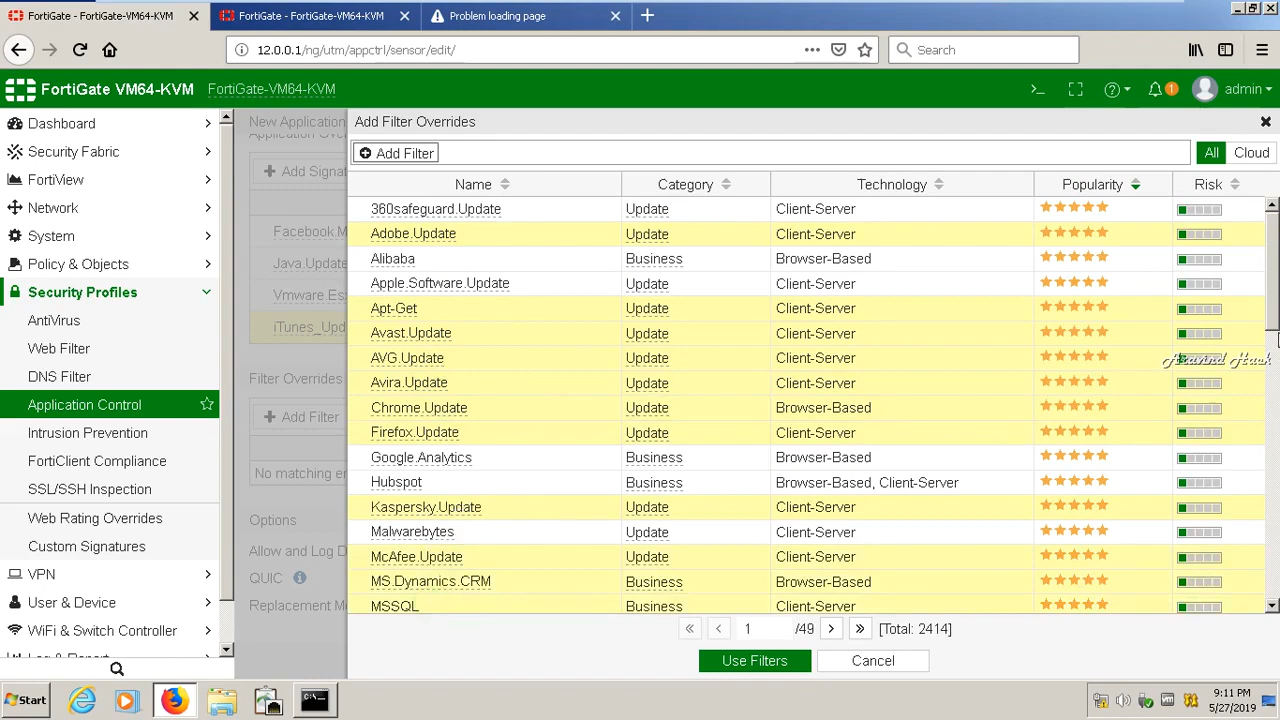 FortiGate - FortiGate-VM64-KVM
FortiGate - FortiGate-VM64-KVM
Problem loading page
12.0.0.1/ng/utm/appctrl/sensor/edit/
Search
FortiGate VM64-KVM
FortiGate-VM64-KVM
1
admin
Dashboard
Security Fabric
FortiView
Network
System
Policy & Objects
Security Profiles
AntiVirus
Web Filter
DNS Filter
Application Control
Intrusion Prevention
FortiClient Compliance
SSL/SSH Inspection
Web Rating Overrides
Custom Signatures
VPN
User & Device
WiFi & Switch Controller
Log & Report
New Application
Application Ove
Add Signa
Facebook.M
Java.Update
Vmware.Es
iTunes_Upd
Filter Overrides
Add Filter
No matching en
Options
Allow and Log D
QUIC
Replacement Me
Add Filter Overrides
Add Filter
All Cloud
Name Category Technology Popularity Risk
360safeguard.Update Update Client-Server
Adobe.Update Update Client-Server
Alibaba Business Browser-Based
Apple.Software.Update Update Client-Server
Apt-Get Update Client-Server
Avast.Update Update Client-Server
AVG.Update Update Client-Server
Avira.Update Update Client-Server
Chrome.Update Update Browser-Based
Firefox.Update Update Client-Server
Google.Analytics Business Browser-Based
Hubspot Business Browser-Based, Client-Server
Kaspersky.Update Update Client-Server
Malwarebytes Update Client-Server
McAfee.Update Update Client-Server
MS.Dynamics.CRM Business Browser-Based
MSSQL Business Client-Server
1 /49 [Total: 2414]
Use Filters Cancel
Aravind Hack
Start
9:11 PM
5/27/2019